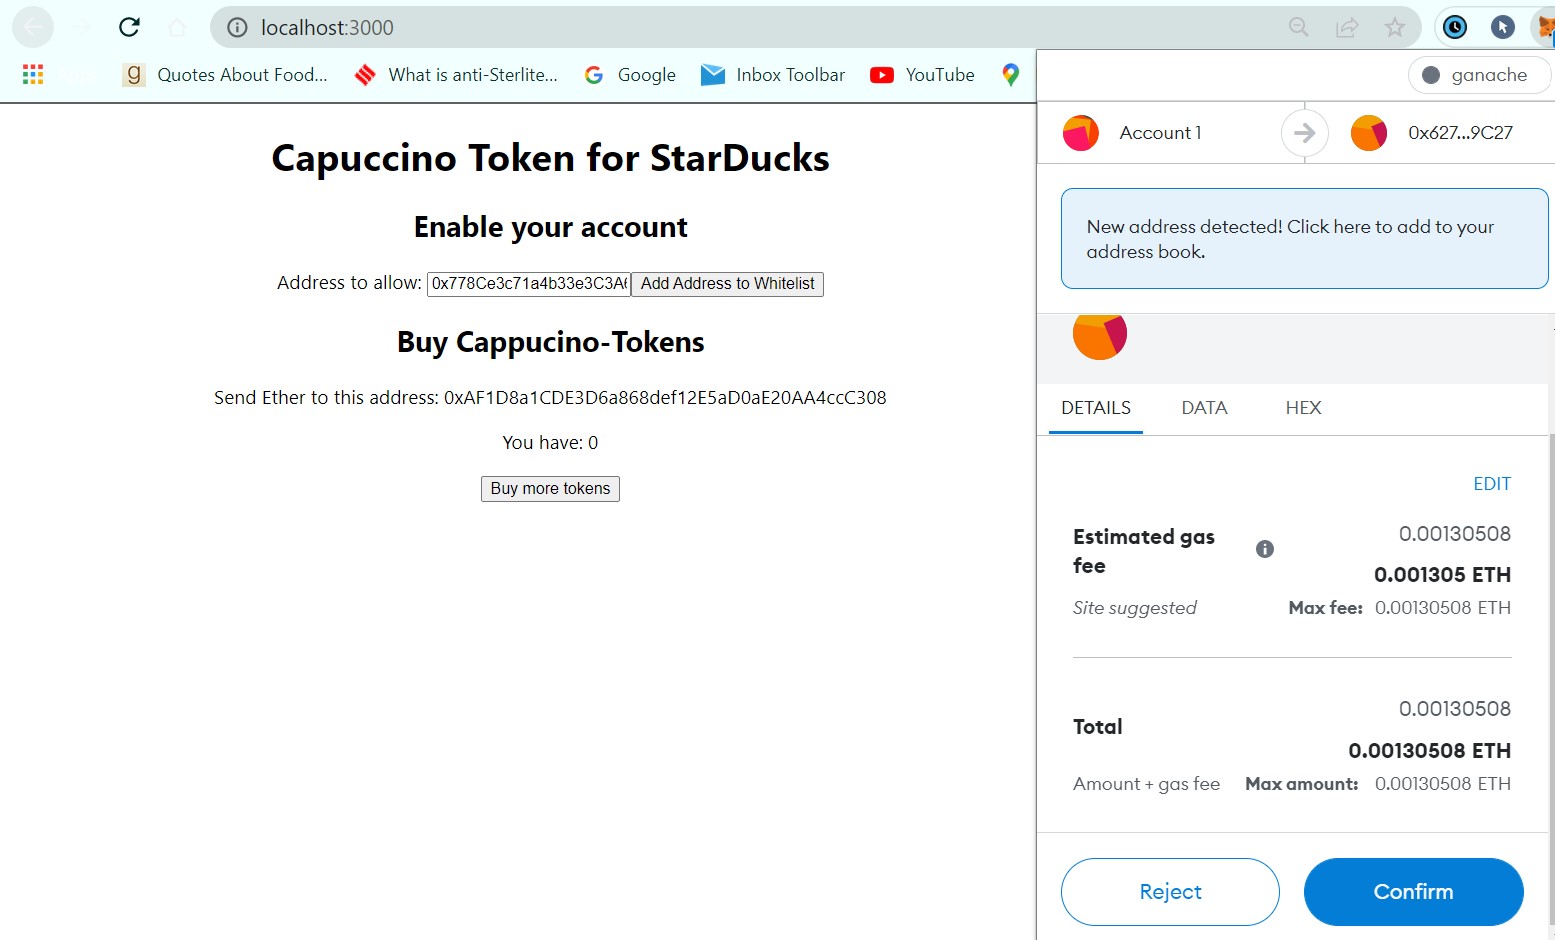 localhost:3000
Quotes About Food...
What is anti-Sterlite...
Google
Inbox Toolbar
YouTube
Capuccino Token for StarDucks
Enable your account
Address to allow: 0x778Ce3c71a4b33e3C3A Add Address to Whitelist
Buy Cappucino-Tokens
Send Ether to this address: 0xAF1D8a1CDE3D6a868def12E5aD0aE20AA4ccC308
You have: 0
Buy more tokens
ganache
Account 1
0x627...9C27
New address detected! Click here to add to your
address book.
DETAILS
DATA
HEX
EDIT
Estimated gas
fee
0.00130508
0.001305 ETH
Site suggested
Max fee: 0.00130508 ETH
Total
0.00130508
0.00130508 ETH
Amount + gas fee
Max amount: 0.00130508 ETH
Reject
Confirm